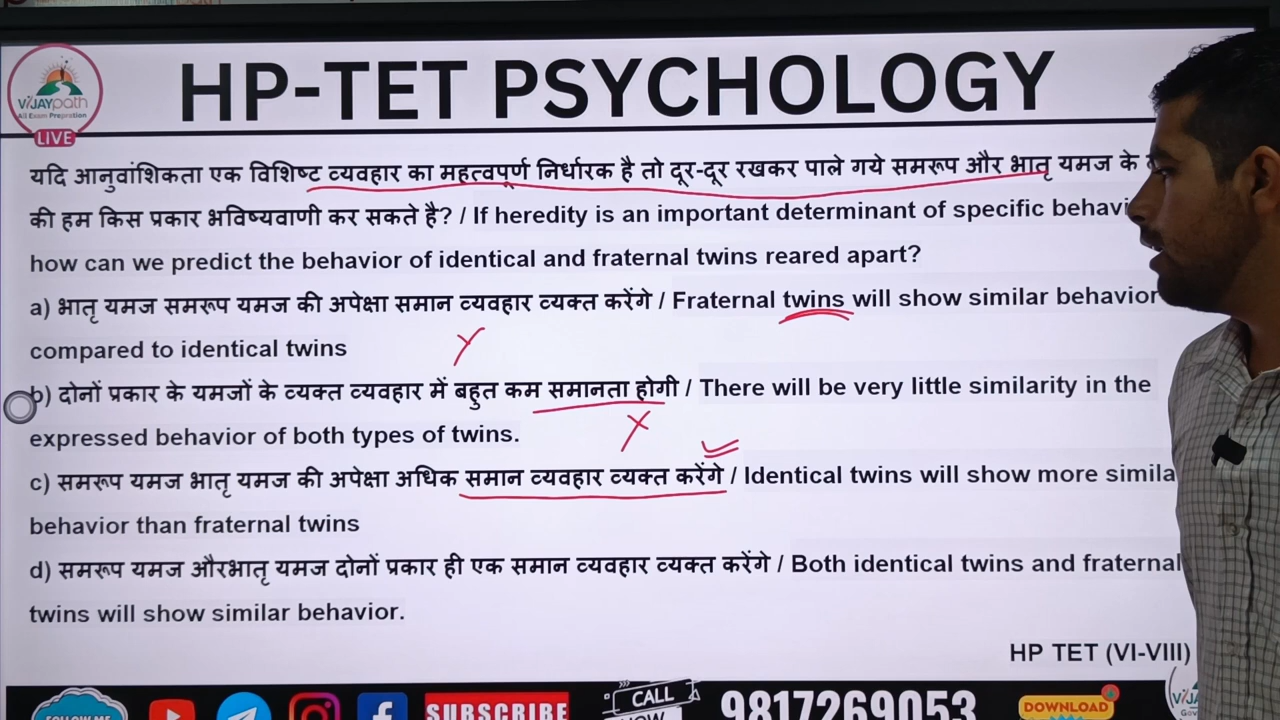 HP-TET PSYCHOLOGY
ViJAYpath
All Exam Prepration
LIVE
यदि आनुवांशिकता एक विशिष्ट व्यवहार का महत्वपूर्ण निर्धारक है तो दूर-दूर रखकर पाले गये समरूप और भातृ यमज के
की हम किस प्रकार भविष्यवाणी कर सकते है? / If heredity is an important determinant of specific behavi
how can we predict the behavior of identical and fraternal twins reared apart?
a) भातृ यमज समरूप यमज की अपेक्षा समान व्यवहार व्यक्त करेंगे / Fraternal twins will show similar behavior
compared to identical twins
b) दोनों प्रकार के यमजों के व्यक्त व्यवहार में बहुत कम समानता होगी / There will be very little similarity in the
expressed behavior of both types of twins.
c) समरूप यमज भातृ यमज की अपेक्षा अधिक समान व्यवहार व्यक्त करेंगे / Identical twins will show more simila
behavior than fraternal twins
d) समरूप यमज औरभातृ यमज दोनों प्रकार ही एक समान व्यवहार व्यक्त करेंगे / Both identical twins and fraternal
twins will show similar behavior.
HP TET (VI-VIII)
FOLLOW ME
SUBSCRIBE
CALL
NOW
9817269053
DOWNLOAD